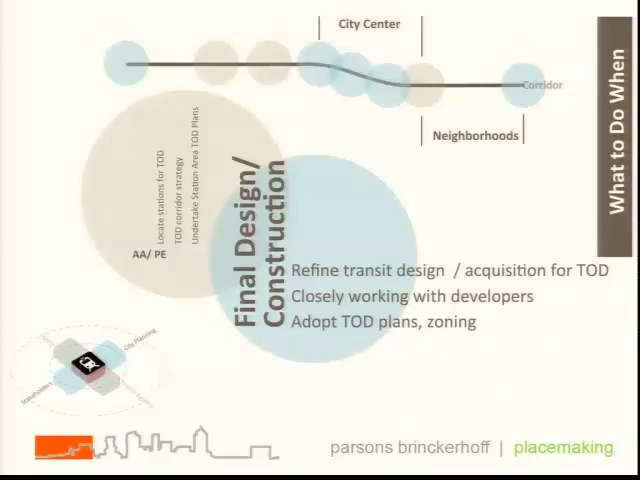 City Center
Corridor
Neighborhoods
What to Do When
Locate stations for TOD
TOD corridor strategy
Undertake Station Area TOD Plans
AA/ PE
Final Design/
Construction
Refine transit design / acquisition for TOD
Closely working with developers
Adopt TOD plans, zoning
City Planning
Stakeholders
parsons brinckerhoff | placemaking